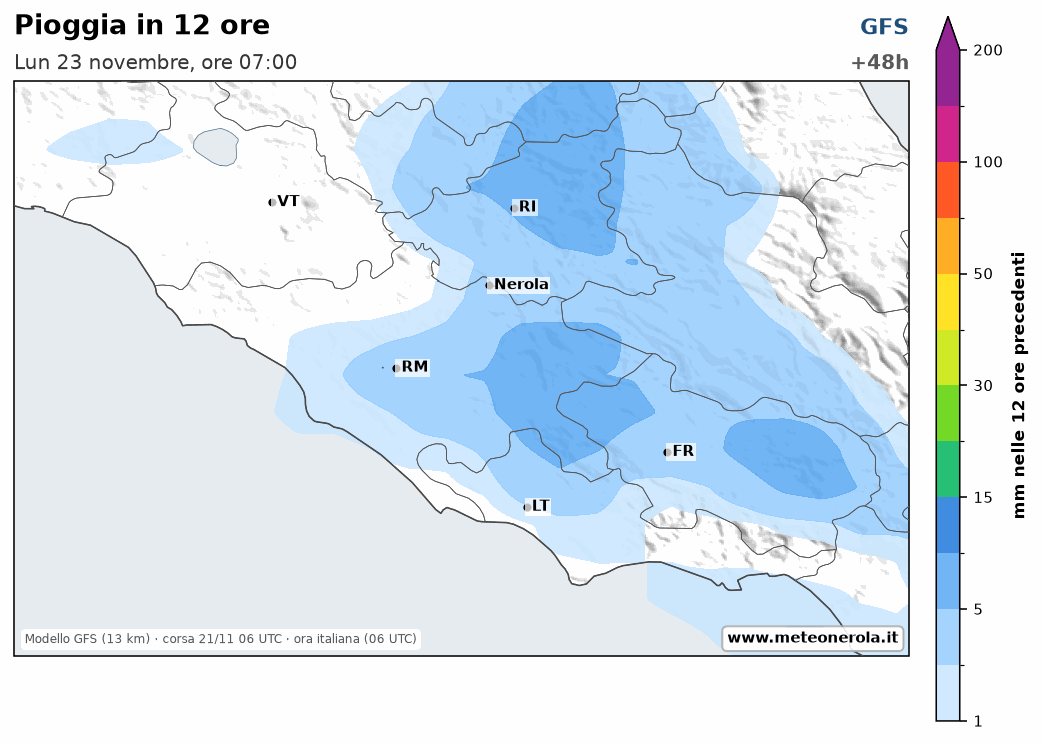 Pioggia in 12 ore
GFS
Lun 23 novembre, ore 07:00
+48h
VT
RI
Nerola
RM
FR
LT
Modello GFS (13 km) · corsa 21/11 06 UTC · ora italiana (06 UTC)
www.meteonerola.it
200
100
50
30
15
5
1
mm nelle 12 ore precedenti